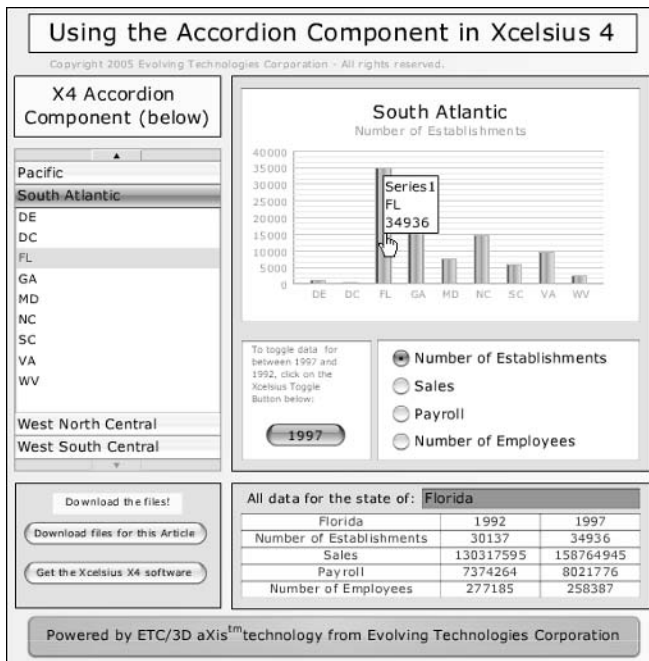 Using the Accordion Component in Xcelsius 4
Copyright 2005 Evolving Technologies Corporation - All rights reserved.
X4 Accordion
Component (below)
Pacific
South Atlantic
DE
DC
FL
GA
MD
NC
SC
VA
WV
West North Central
West South Central
South Atlantic
Number of Establishments
40000
35000
30000
25000
20000
15000
10000
5000
0
Series1
FL
34936
DE DC FL GA MD NC SC VA WV
To toggle data for
between 1997 and
1992, click on the
Xcelsius Toggle
Button below:
1997
Number of Establishments
Sales
Payroll
Number of Employees
Download the files!
Download files for this Article
Get the Xcelsius X4 software
All data for the state of: Florida
Florida 1992 1997
Number of Establishments 30137 34936
Sales 130317595 158764945
Payroll 7374264 8021776
Number of Employees 277185 258387
Powered by ETC/3D aXis™technology from Evolving Technologies Corporation